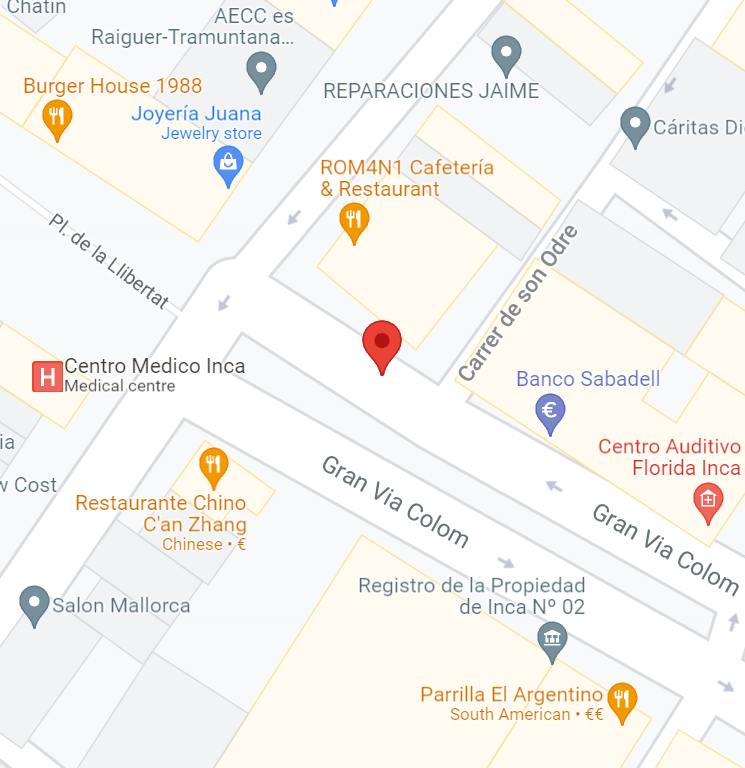 Chatin
AECC es
Raiguer-Tramuntana...
Burger House 1988
REPARACIONES JAIME
Joyería Juana
Jewelry store
Cáritas Di
ROM4N1 Cafetería
& Restaurant
Pl. de la Llibertat
Carrer de son Odre
H
Centro Medico Inca
Medical centre
Banco Sabadell
€
ia
Centro Auditivo
Florida Inca
w Cost
Gran Via Colom
Restaurante Chino
C'an Zhang
Chinese • €
Gran Via Colom
Registro de la Propiedad
de Inca Nº 02
Salon Mallorca
Parrilla El Argentino
South American • €€